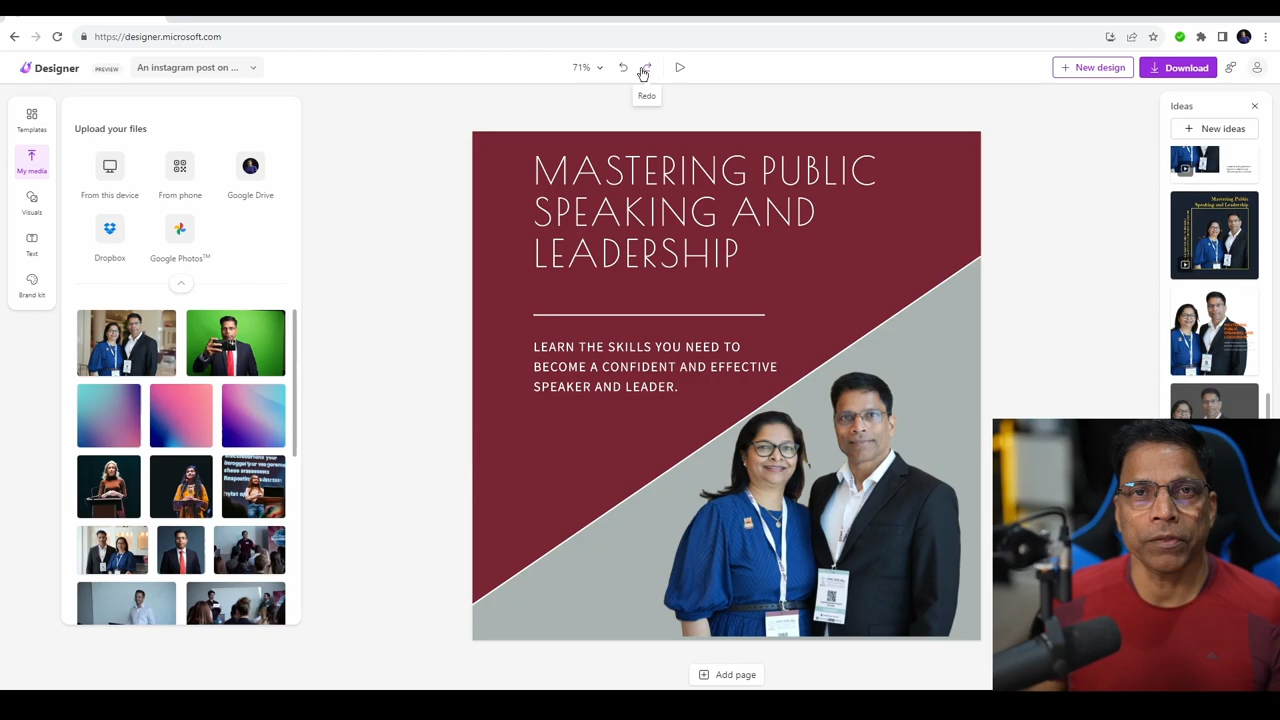 https://designer.microsoft.com
Designer
PREVIEW
An instagram post on ...
71%
Redo
New design
Download
Templates
My media
Visuals
Text
Brand kit
Upload your files
From this device
From phone
Google Drive
Dropbox
Google Photos™
MASTERING PUBLIC
SPEAKING AND
LEADERSHIP
LEARN THE SKILLS YOU NEED TO
BECOME A CONFIDENT AND EFFECTIVE
SPEAKER AND LEADER.
Add page
Ideas
New ideas
Mastering Public
Speaking and Leadership